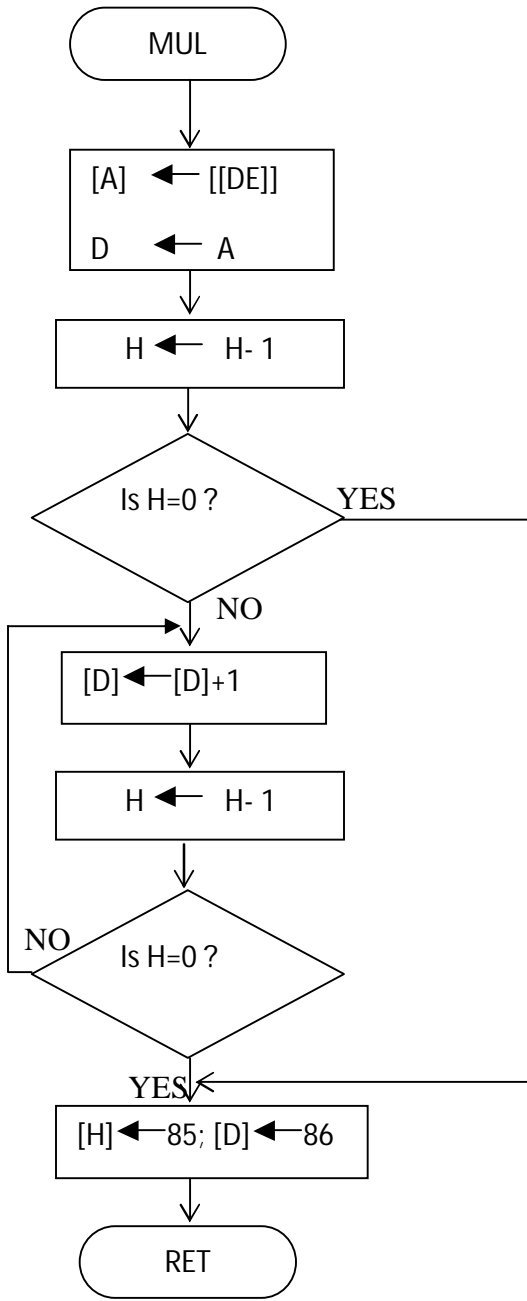 MUL
[A] ← [[DE]]
D ← A
H ← H- 1
Is H=0 ?
YES
NO
[D]←[D]+1
H ← H- 1
NO
Is H=0 ?
YES
[H]←85; [D]←86
RET